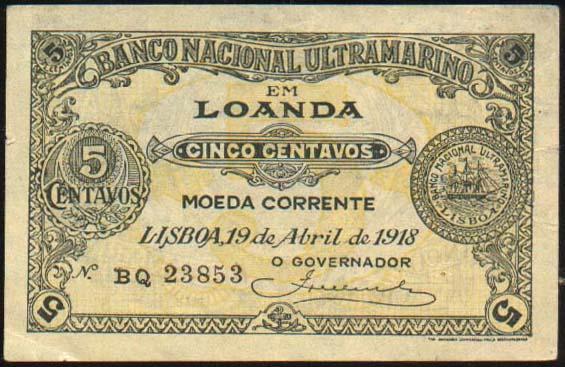 5 5
BANCO NACIONAL ULTRAMARINO
EM
LOANDA
CINCO CENTAVOS
5
CENTAVOS
BANCO NACIONAL ULTRAMARINO
LISBOA
MOEDA CORRENTE
LISBOA, 19 de Abril de 1918
N. BQ 23853
O GOVERNADOR
5 5